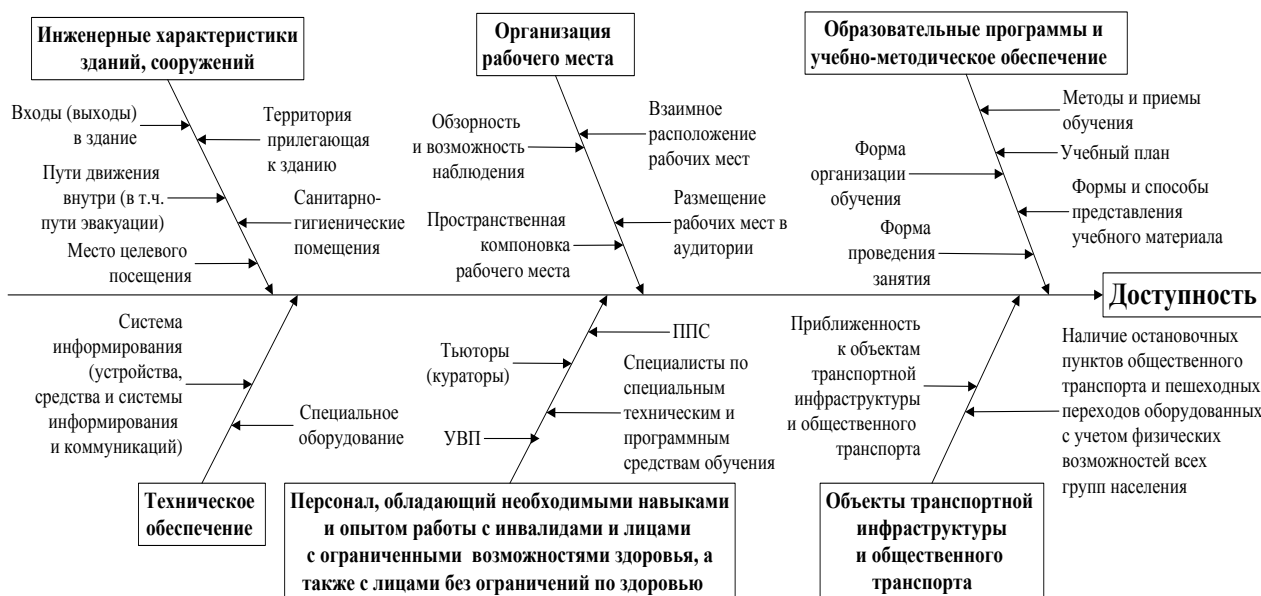 Инженерные характеристики
зданий, сооружений
Организация
рабочего места
Образовательные программы и
учебно-методическое обеспечение
Входы (выходы)
в здание
Территория
прилегающая
к зданию
Пути движения
внутри (в т.ч.
пути эвакуации)
Санитарно-
гигиенические
помещения
Место целевого
посещения
Обзорность
и возможность
наблюдения
Взаимное
расположение
рабочих мест
Пространственная
компоновка
рабочего места
Размещение
рабочих мест в
аудитории
Методы и приемы
обучения
Форма
организации
обучения
Учебный план
Формы и способы
представления
учебного материала
Форма
проведения
занятия
Доступность
Система
информирования
(устройства,
средства и системы
информирования
и коммуникаций)
Специальное
оборудование
Техническое
обеспечение
ППС
Тьюторы
(кураторы)
Специалисты по
специальным
техническим и
программным
средствам обучения
УВП
Персонал, обладающий необходимыми навыками
и опытом работы с инвалидами и лицами
с ограниченными возможностями здоровья, а
также с лицами без ограничений по здоровью
Приближенность
к объектам
транспортной
инфраструктуры
и общественного
транспорта
Наличие остановочных
пунктов общественного
транспорта и пешеходных
переходов оборудованных
с учетом физических
возможностей всех
групп населения
Объекты транспортной
инфраструктуры
и общественного
транспорта